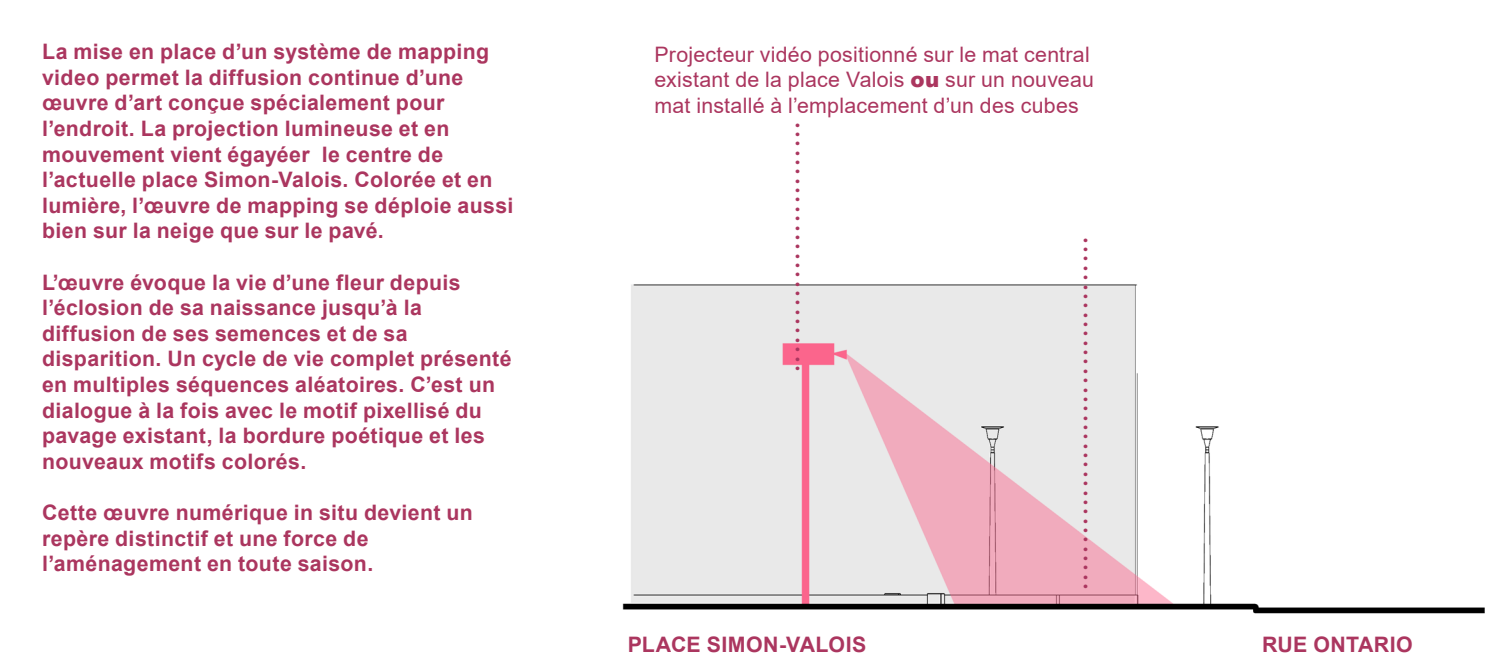 La mise en place d’un système de mapping
video permet la diffusion continue d’une
œuvre d’art conçue spécialement pour
l’endroit. La projection lumineuse et en
mouvement vient égayéer  le centre de
l’actuelle place Simon-Valois. Colorée et en
lumière, l’œuvre de mapping se déploie aussi
bien sur la neige que sur le pavé.

L’œuvre évoque la vie d’une fleur depuis
l’éclosion de sa naissance jusqu’à la
diffusion de ses semences et de sa
disparition. Un cycle de vie complet présenté
en multiples séquences aléatoires. C’est un
dialogue à la fois avec le motif pixellisé du
pavage existant, la bordure poétique et les
nouveaux motifs colorés.

Cette œuvre numérique in situ devient un
repère distinctif et une force de
l’aménagement en toute saison.

Projecteur vidéo positionné sur le mat central
existant de la place Valois ou sur un nouveau
mat installé à l’emplacement d’un des cubes

PLACE SIMON-VALOIS
RUE ONTARIO